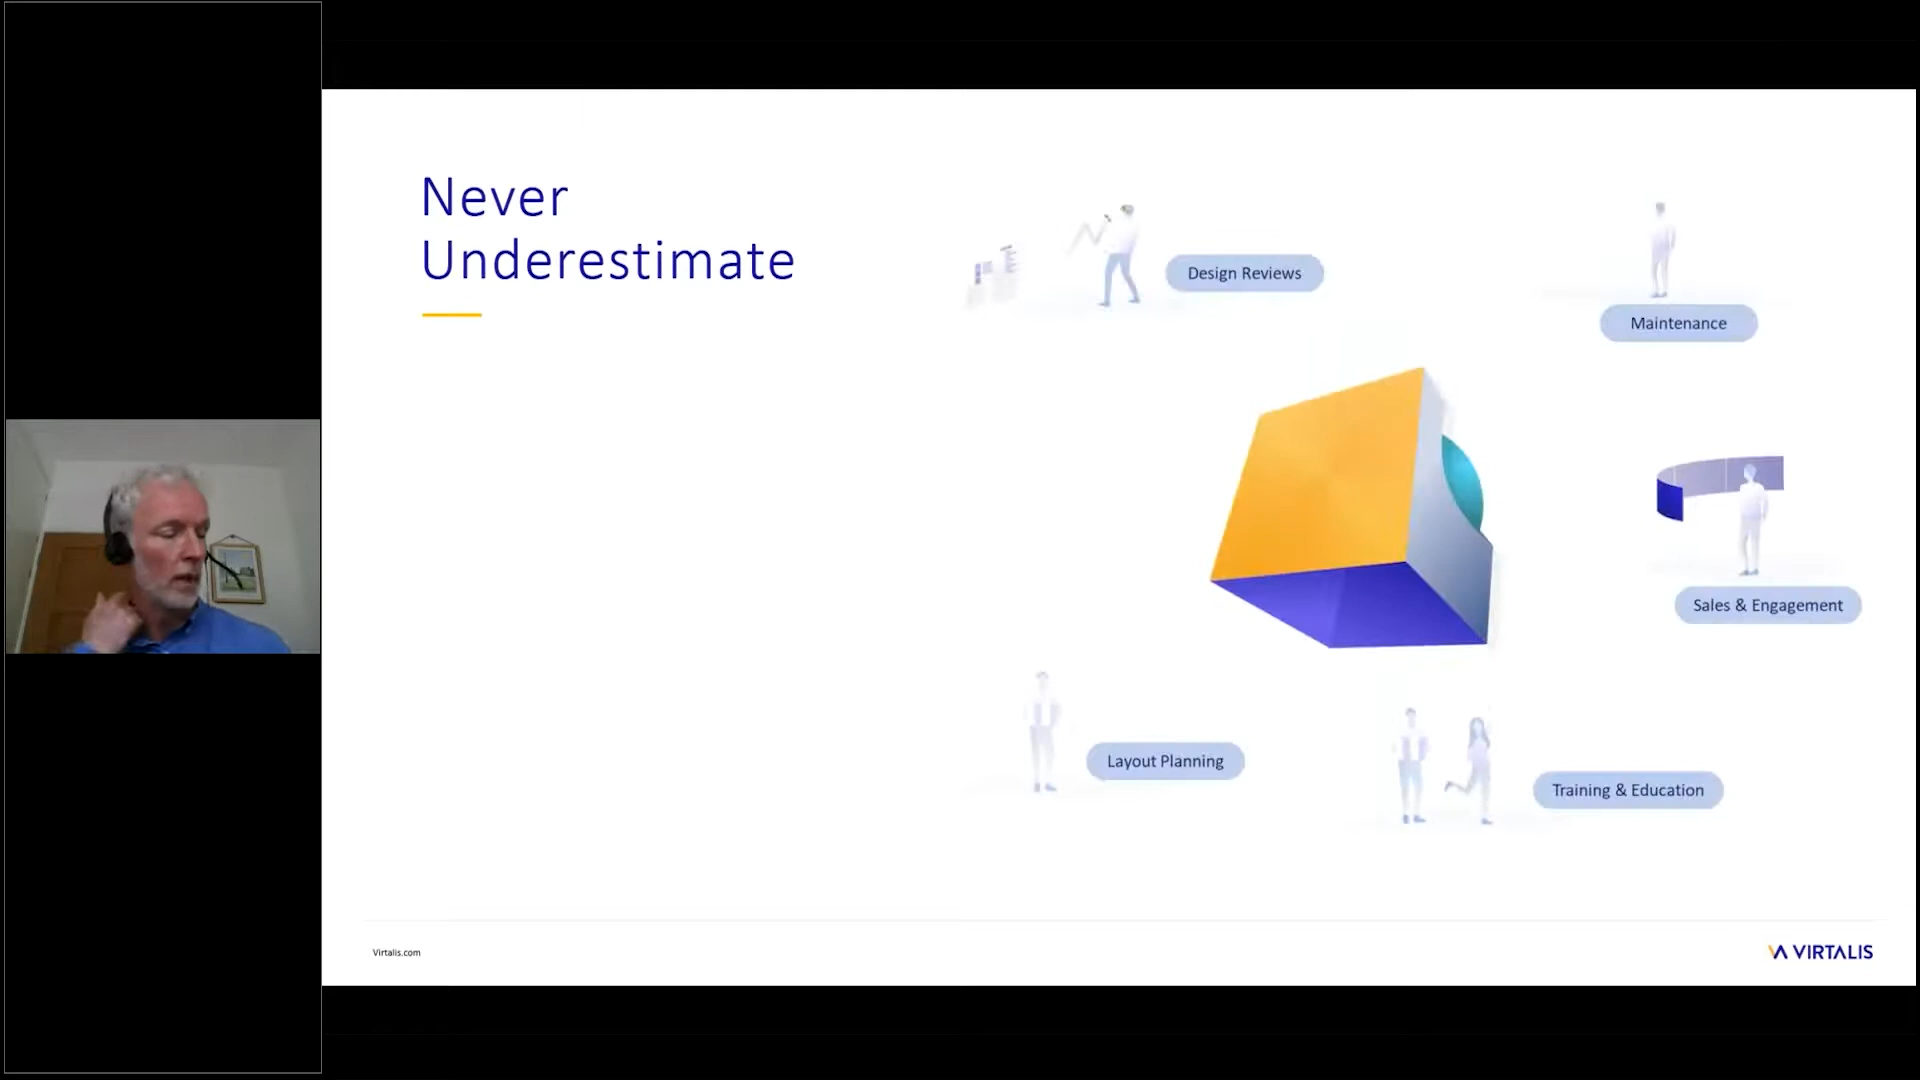 Never
Underestimate
Design Reviews
Maintenance
Sales & Engagement
Layout Planning
Training & Education
Virtalis.com
VIRTALIS